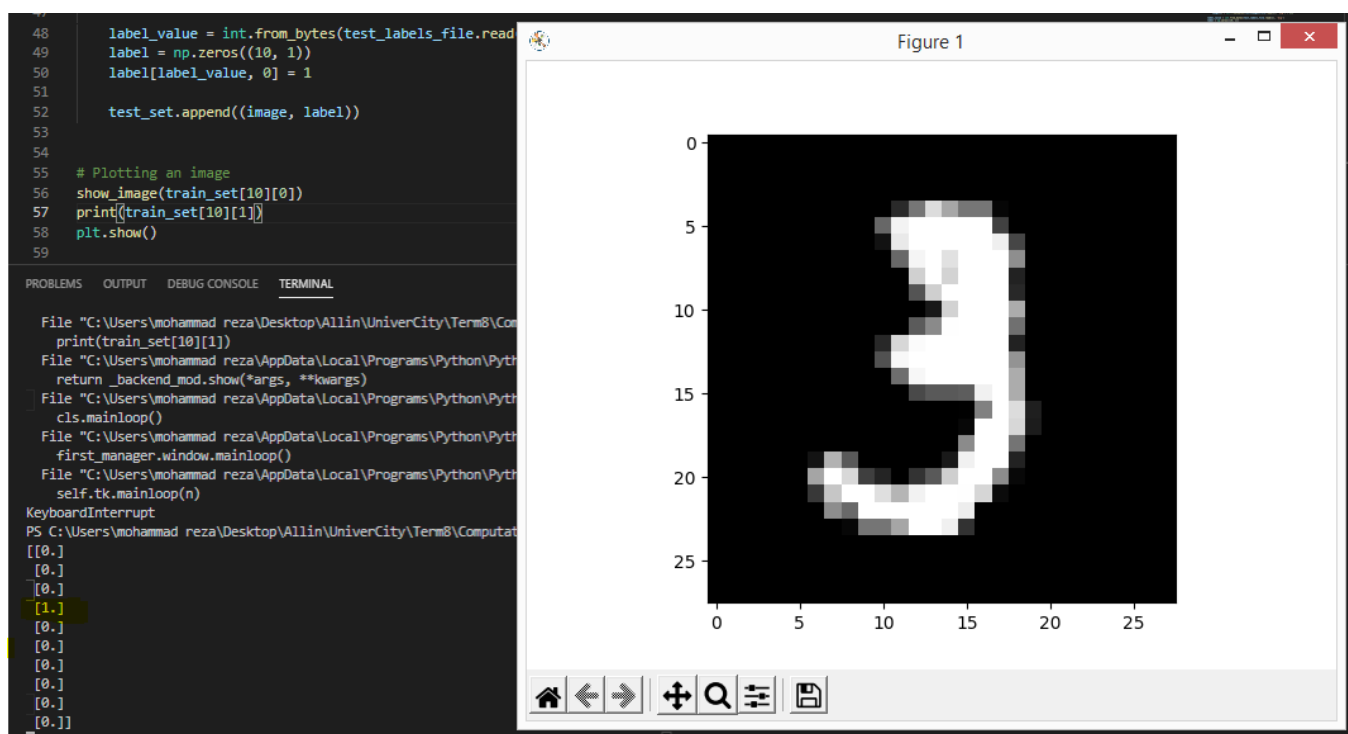 47
48 label_value = int.from_bytes(test_labels_file.read
49 label = np.zeros((10, 1))
50 label[label_value, 0] = 1
51
52 test_set.append((image, label))
53
54
55 # Plotting an image
56 show_image(train_set[10][0])
57 print(train_set[10][1])
58 plt.show()
59
PROBLEMS OUTPUT DEBUG CONSOLE TERMINAL
File "C:\Users\mohammad reza\Desktop\Allin\UniverCity\Term8\Com
print(train_set[10][1])
File "C:\Users\mohammad reza\AppData\Local\Programs\Python\Pyth
return _backend_mod.show(*args, **kwargs)
File "C:\Users\mohammad reza\AppData\Local\Programs\Python\Pyth
cls.mainloop()
File "C:\Users\mohammad reza\AppData\Local\Programs\Python\Pyth
first_manager.window.mainloop()
File "C:\Users\mohammad reza\AppData\Local\Programs\Python\Pyth
self.tk.mainloop(n)
KeyboardInterrupt
PS C:\Users\mohammad reza\Desktop\Allin\UniverCity\Term8\Computat
[[0.]
[0.]
[0.]
[1.]
[0.]
[0.]
[0.]
[0.]
[0.]
[0.]]
Figure 1
0
5
10
15
20
25
0 5 10 15 20 25
3